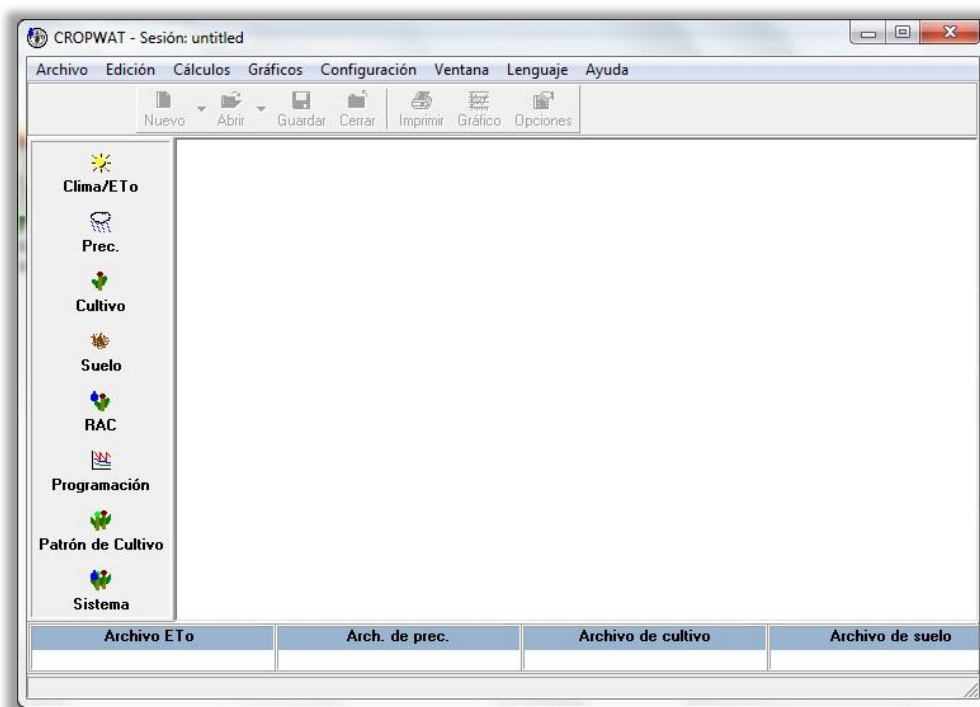 CROPWAT - Sesión: untitled
Archivo Edición Cálculos Gráficos Configuración Ventana Lenguaje Ayuda
Nuevo Abrir Guardar Cerrar Imprimir Gráfico Opciones
Clima/ETo
Prec.
Cultivo
Suelo
RAC
Programación
Patrón de Cultivo
Sistema
Archivo ETo Arch. de prec. Archivo de cultivo Archivo de suelo